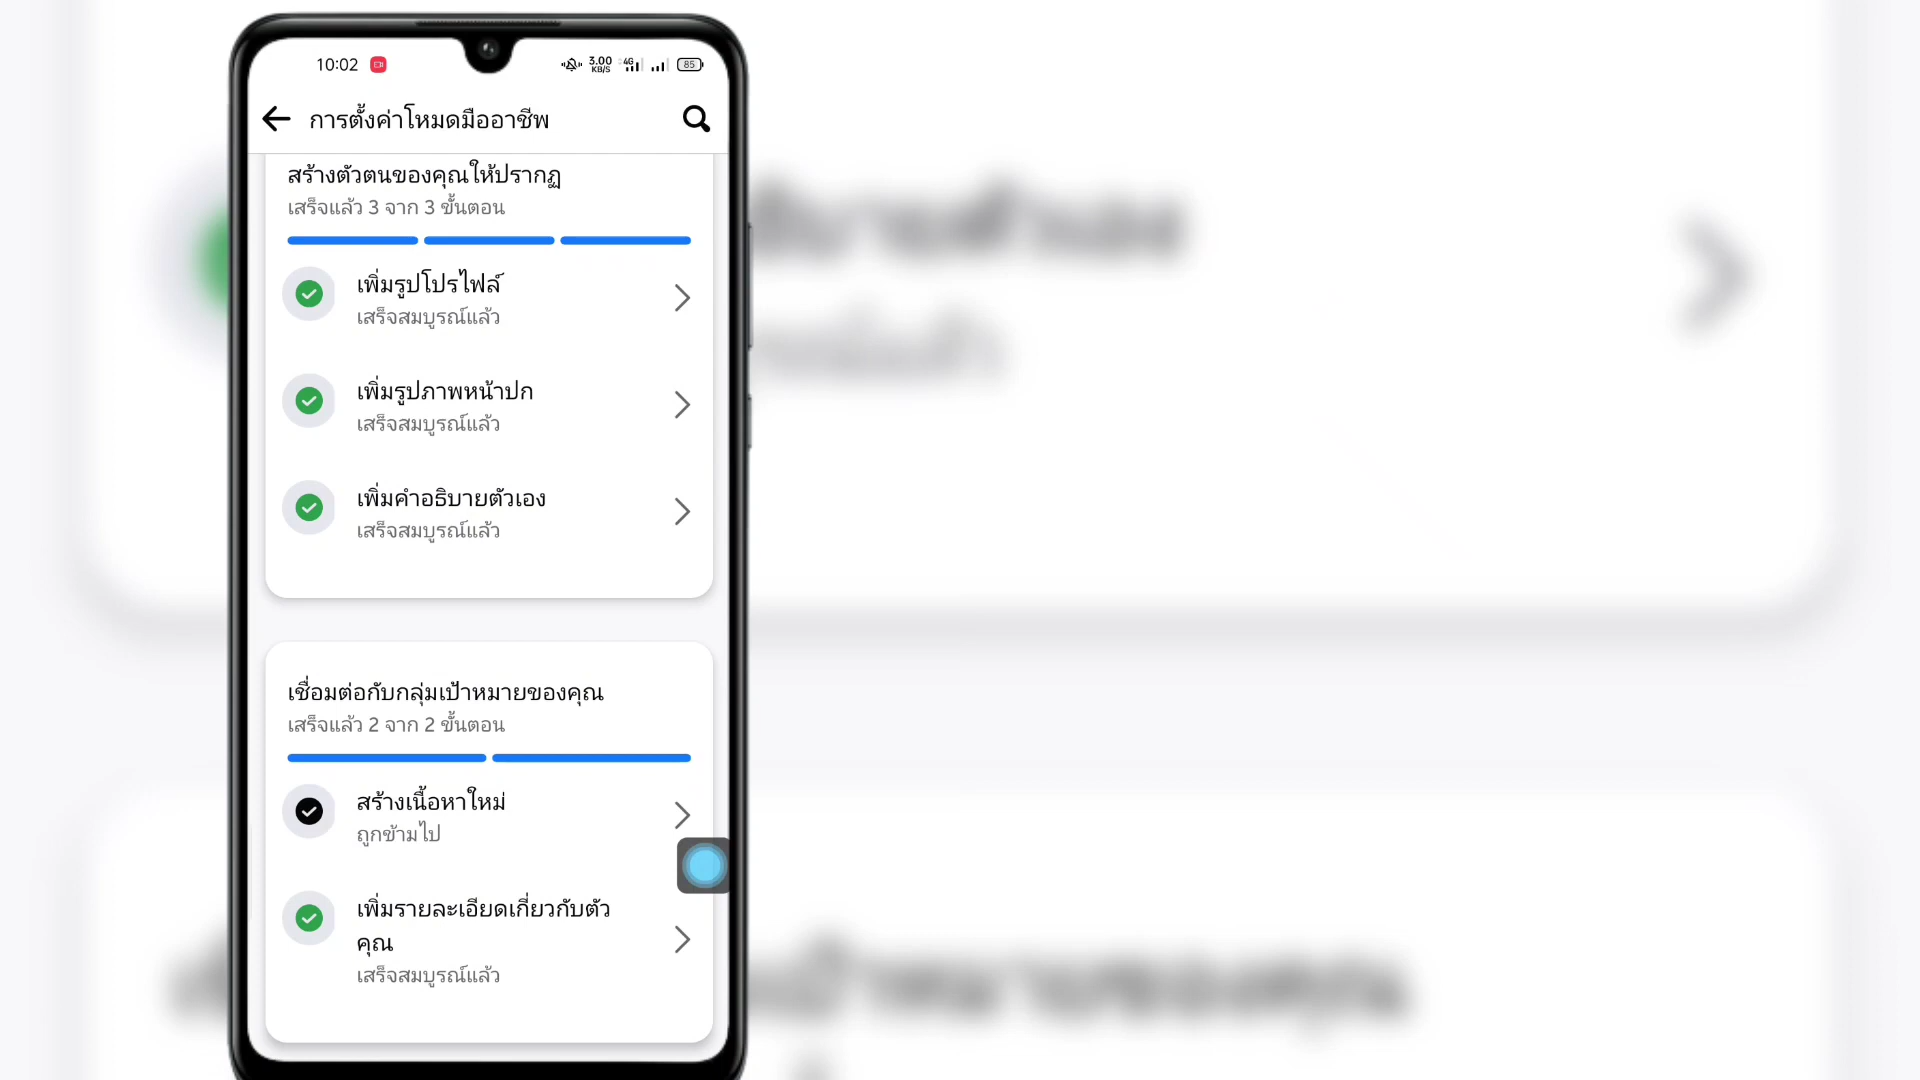 10:02
3.00
KB/S
4G
85
การตั้งค่าโหมดมืออาชีพ
สร้างตัวตนของคุณให้ปรากฏ
เสร็จแล้ว 3 จาก 3 ขั้นตอน
เพิ่มรูปโปรไฟล์
เสร็จสมบูรณ์แล้ว
เพิ่มรูปภาพหน้าปก
เสร็จสมบูรณ์แล้ว
เพิ่มคำอธิบายตัวเอง
เสร็จสมบูรณ์แล้ว
เชื่อมต่อกับกลุ่มเป้าหมายของคุณ
เสร็จแล้ว 2 จาก 2 ขั้นตอน
สร้างเนื้อหาใหม่
ถูกข้ามไป
เพิ่มรายละเอียดเกี่ยวกับตัว
คุณ
เสร็จสมบูรณ์แล้ว